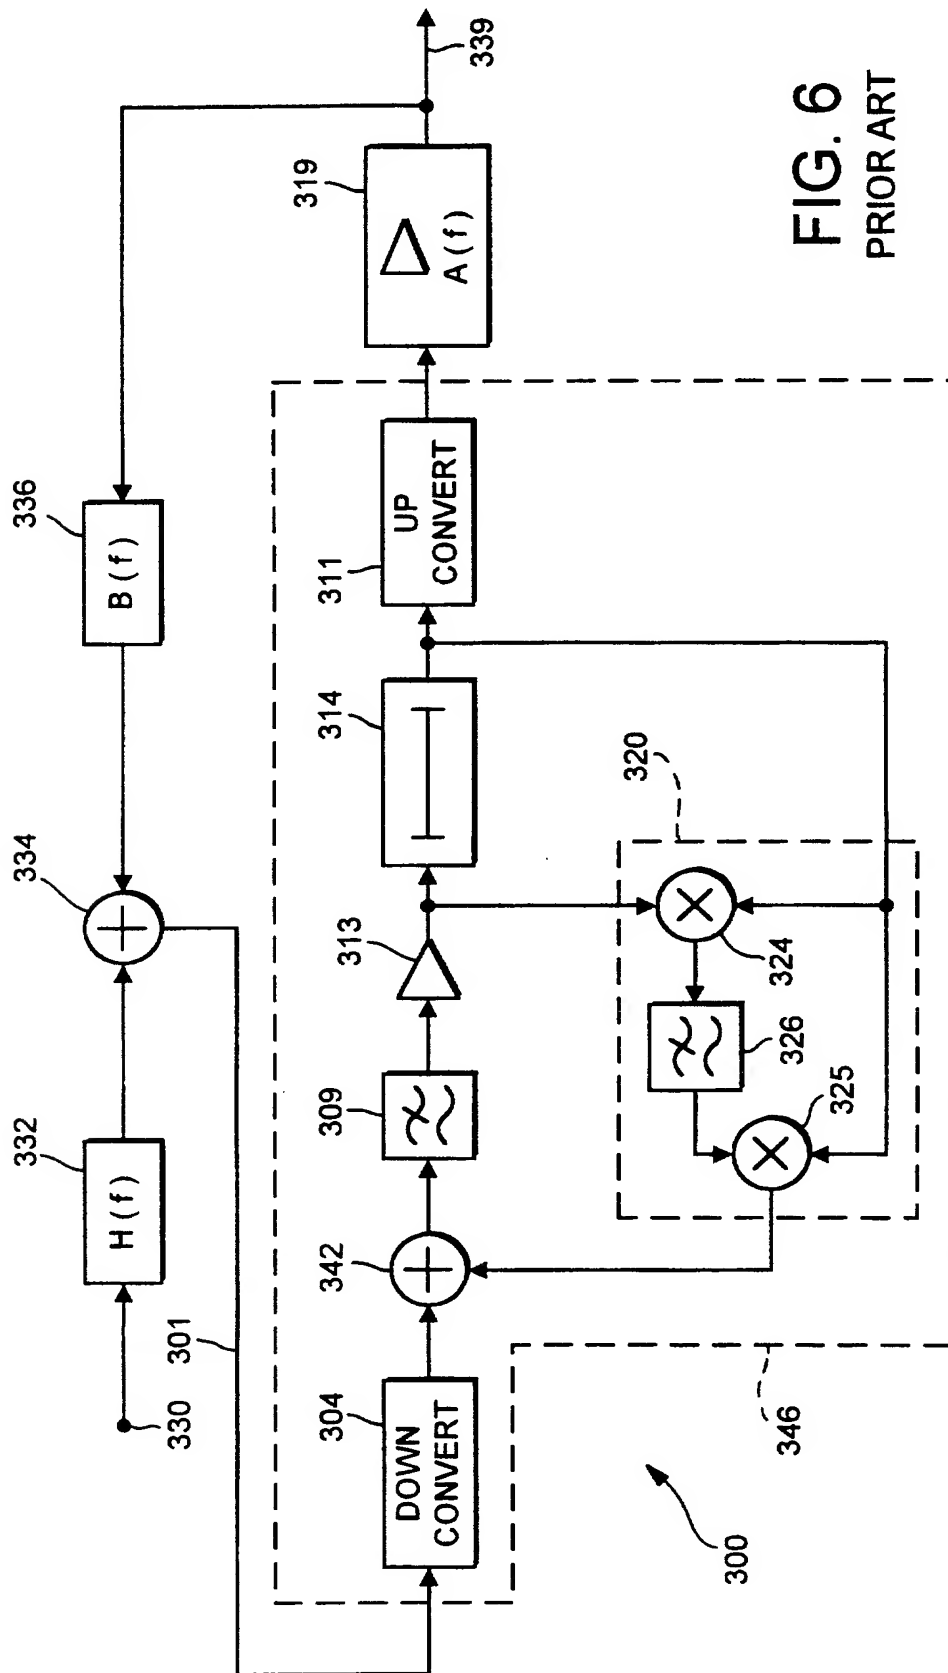 330
332
H(f)
334
336
B(f)
301
304
DOWN
CONVERT
342
309
313
314
311
UP
CONVERT
319
A(f)
339
320
324
326
325
346
300
FIG. 6
PRIOR ART